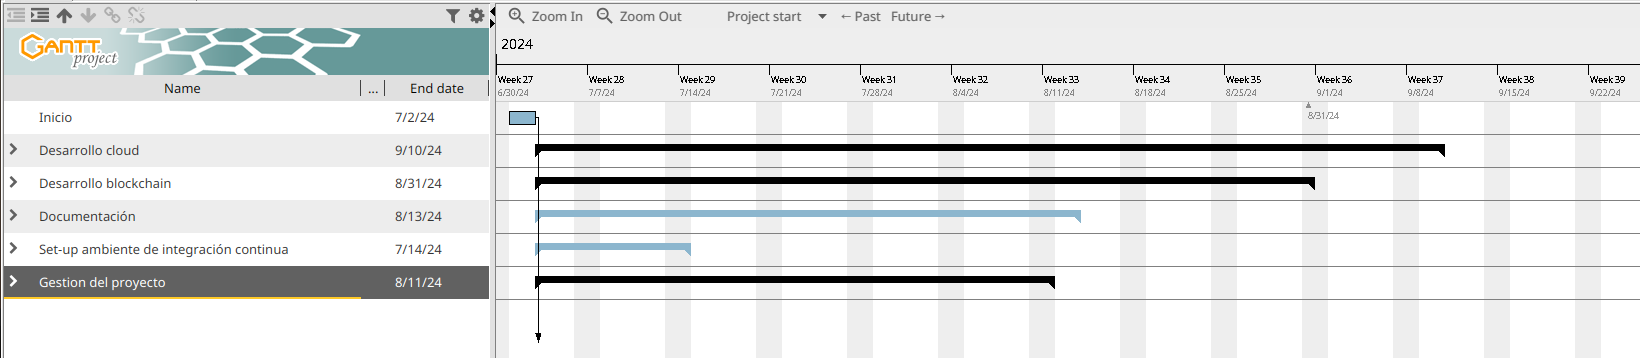 Zoom In Zoom Out Project start ← Past Future →
GANTT project
2024
Name ... End date
Week 27 Week 28 Week 29 Week 30 Week 31 Week 32 Week 33 Week 34 Week 35 Week 36 Week 37 Week 38 Week 39
6/30/24 7/7/24 7/14/24 7/21/24 7/28/24 8/4/24 8/11/24 8/18/24 8/25/24 9/1/24 9/8/24 9/15/24 9/22/24
Inicio 7/2/24
8/31/24
Desarrollo cloud 9/10/24
Desarrollo blockchain 8/31/24
Documentación 8/13/24
Set-up ambiente de integración continua 7/14/24
Gestion del proyecto 8/11/24